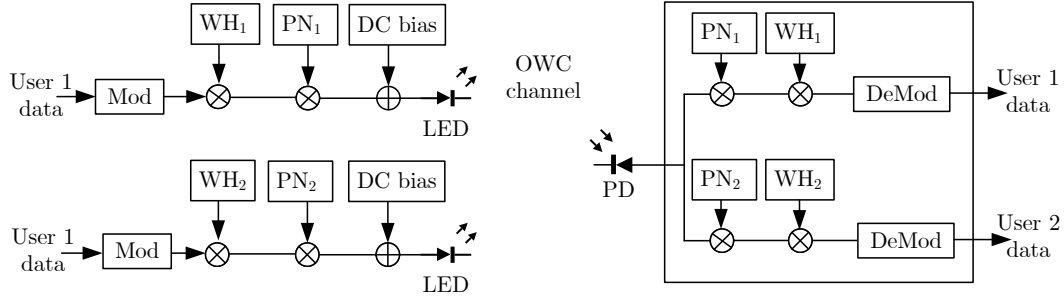 WH₁ PN₁ DC bias
User 1
data
Mod
LED
WH₂ PN₂ DC bias
User 1
data
Mod
LED
OWC
channel
PD
PN₁ WH₁
DeMod
User 1
data
PN₂ WH₂
DeMod
User 2
data